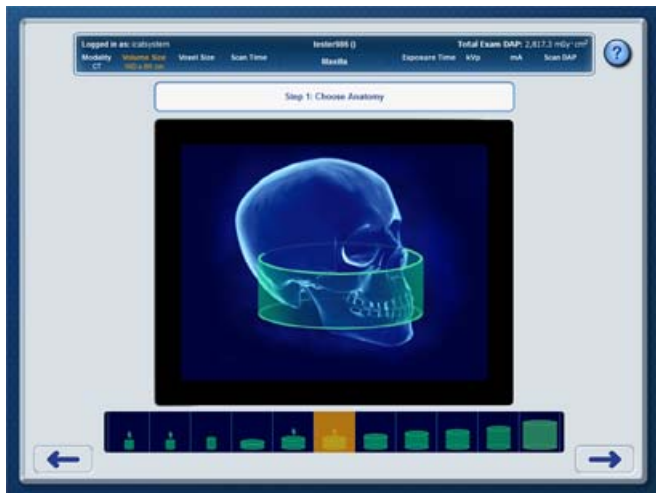 Logged in as: icatsystem
tester986 ()
Total Exam DAP: 2,817.3 mGy·cm²
Modality Volume Size Voxel Size Scan Time Maxilla Exposure Time kVp mA Scan DAP
CT
Step 1: Choose Anatomy
?